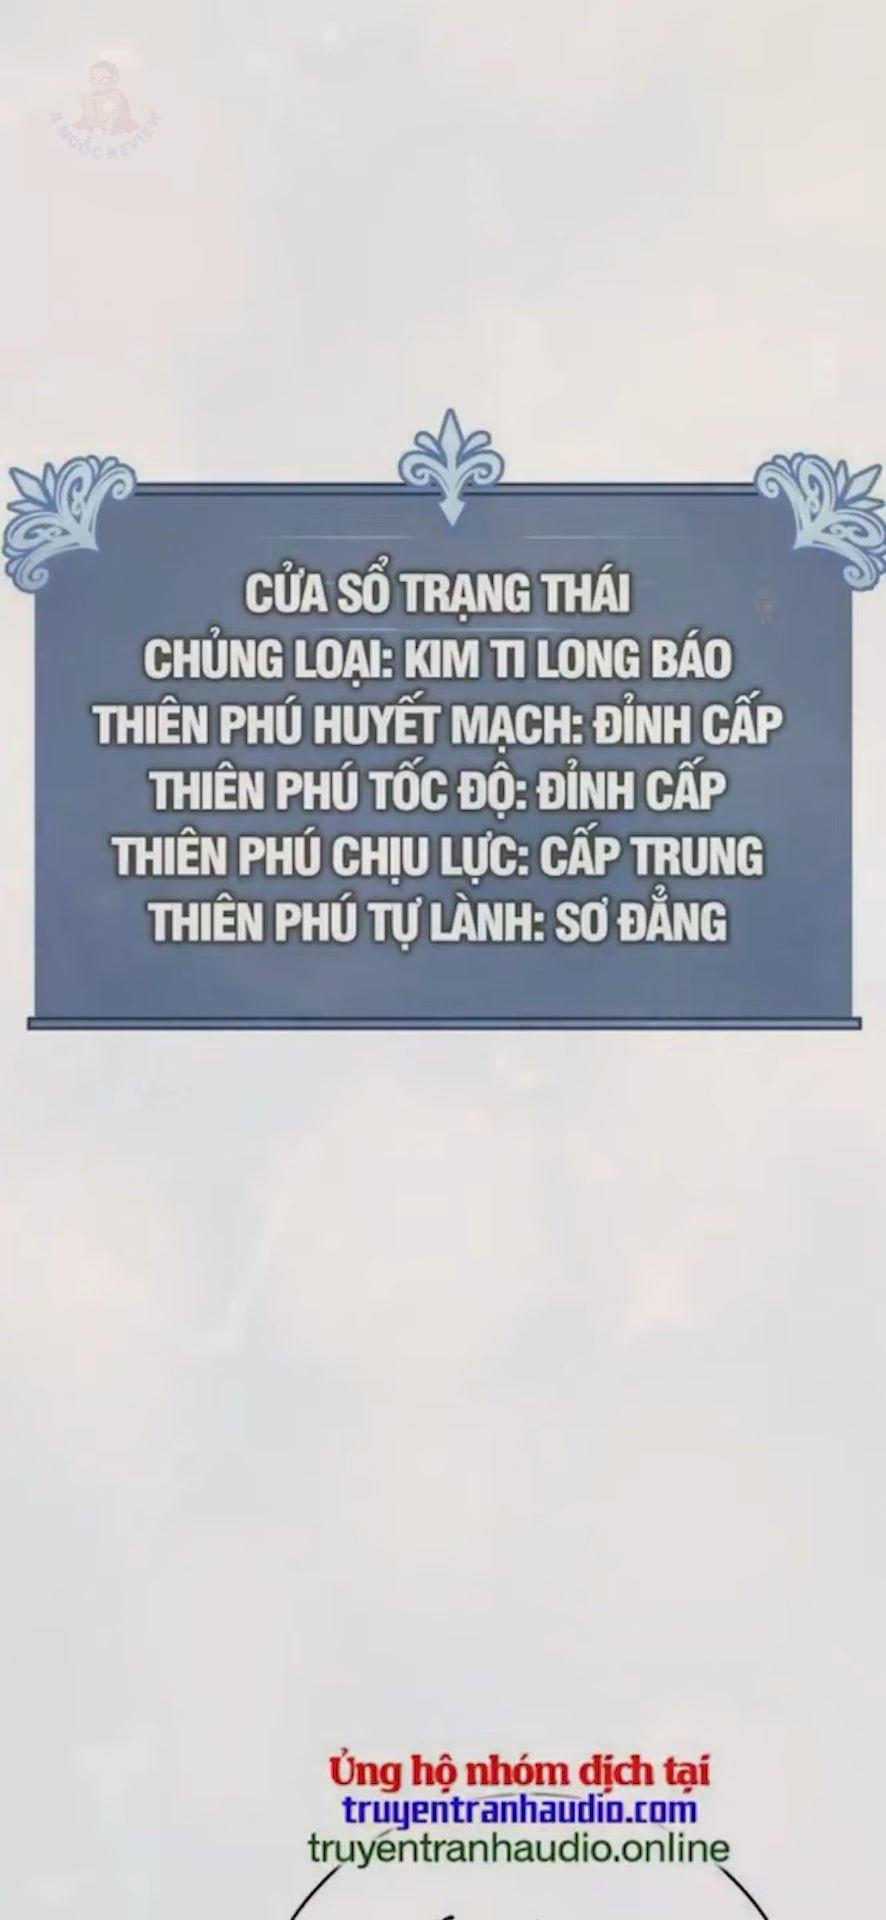 A NGỐC REVIEW
CỬA SỔ TRẠNG THÁI
CHỦNG LOẠI: KIM TI LONG BÁO
THIÊN PHÚ HUYẾT MẠCH: ĐỈNH CẤP
THIÊN PHÚ TỐC ĐỘ: ĐỈNH CẤP
THIÊN PHÚ CHỊU LỰC: CẤP TRUNG
THIÊN PHÚ TỰ LÀNH: SƠ ĐẲNG
Ủng hộ nhóm dịch tại
truyentranhaudio.com
truyentranhaudio.online